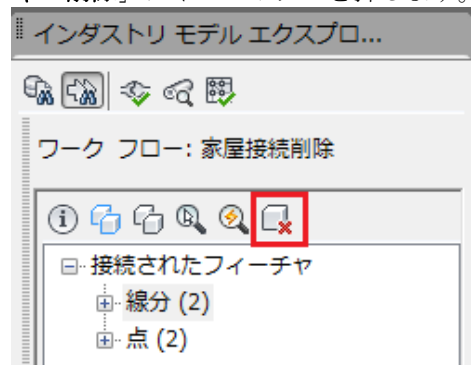 インダストリ モデル エクスプロ...
ワーク フロー: 家屋接続削除
接続されたフィーチャ
線分 (2)
点 (2)